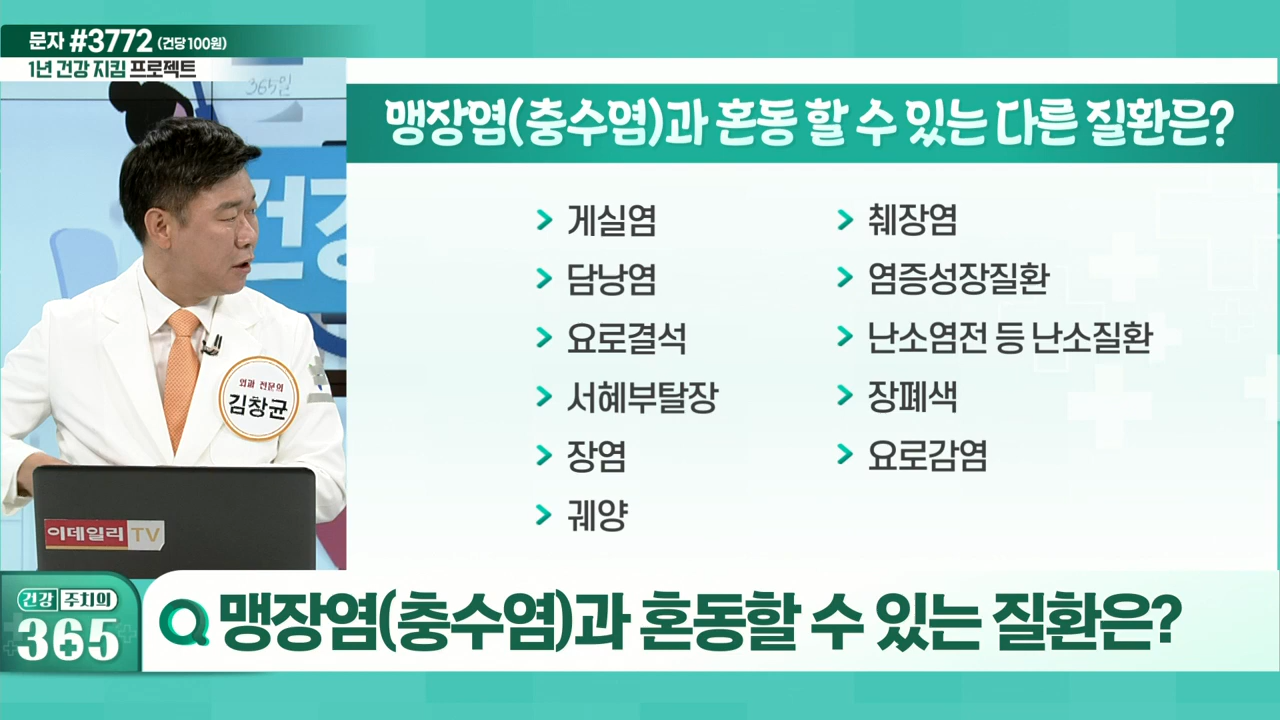 문자 #3772 (건당 100원)
1년 건강 지킴 프로젝트
365일
건강
맹장염(충수염)과 혼동 할 수 있는 다른 질환은?
게실염
담낭염
요로결석
서혜부탈장
장염
궤양
췌장염
염증성장질환
난소염전 등 난소질환
장폐색
요로감염
외과 전문의
김창균
이데일리 TV
건강 주치의
365
Q 맹장염(충수염)과 혼동할 수 있는 질환은?